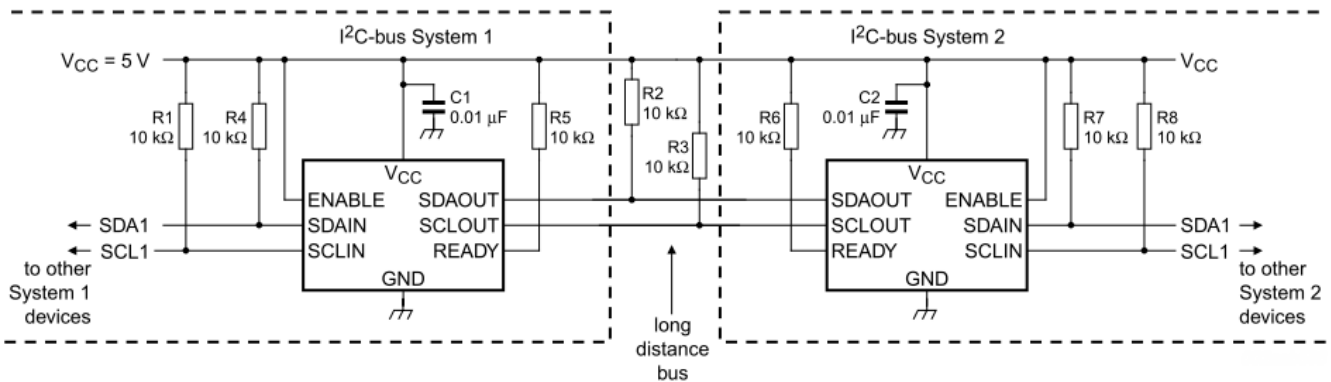 I²C-bus System 1
I²C-bus System 2
VCC = 5 V
VCC
R1
10 kΩ
R4
10 kΩ
C1
0.01 μF
R5
10 kΩ
R2
10 kΩ
R3
10 kΩ
R6
10 kΩ
C2
0.01 μF
R7
10 kΩ
R8
10 kΩ
VCC
ENABLE
SDAIN
SCLIN
SDAOUT
SCLOUT
READY
GND
VCC
SDAOUT
SCLOUT
READY
ENABLE
SDAIN
SCLIN
GND
SDA1
SCL1
to other
System 1
devices
long
distance
bus
SDA1
SCL1
to other
System 2
devices